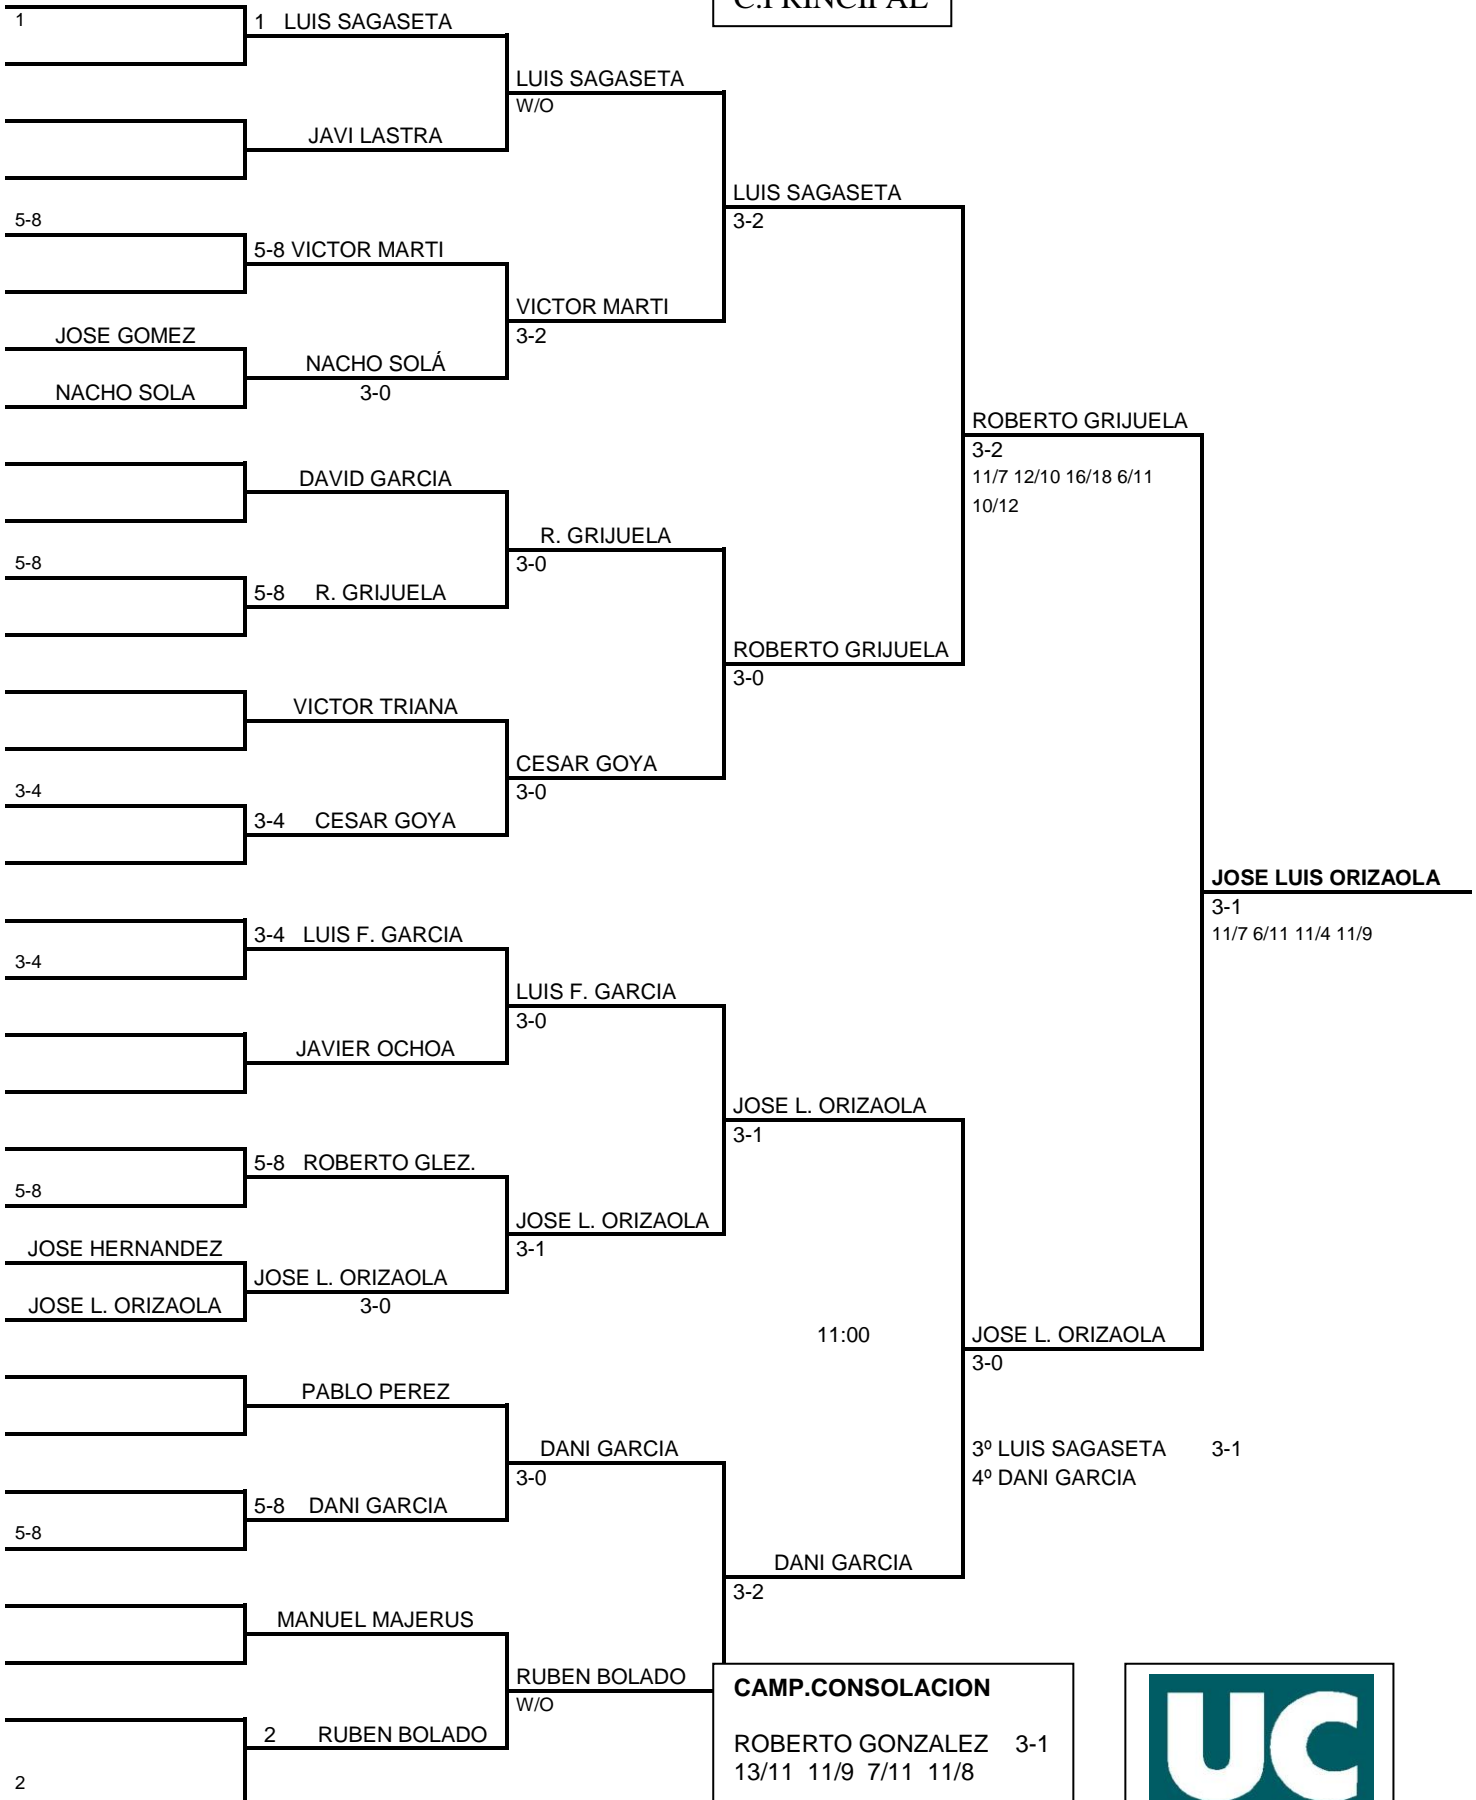 C.PRINCIPAL
1
1 LUIS SAGASETA
LUIS SAGASETA
W/O
JAVI LASTRA
LUIS SAGASETA
3-2
5-8
5-8 VICTOR MARTI
VICTOR MARTI
3-2
JOSE GOMEZ
NACHO SOLÁ
3-0
NACHO SOLA
ROBERTO GRIJUELA
3-2
11/7 12/10 16/18 6/11
10/12
DAVID GARCIA
R. GRIJUELA
3-0
5-8
5-8 R. GRIJUELA
ROBERTO GRIJUELA
3-0
VICTOR TRIANA
CESAR GOYA
3-0
3-4
3-4 CESAR GOYA
JOSE LUIS ORIZAOLA
3-1
11/7 6/11 11/4 11/9
3-4 LUIS F. GARCIA
3-4
LUIS F. GARCIA
3-0
JAVIER OCHOA
JOSE L. ORIZAOLA
3-1
5-8 ROBERTO GLEZ.
5-8
JOSE L. ORIZAOLA
3-1
JOSE HERNANDEZ
JOSE L. ORIZAOLA
3-0
JOSE L. ORIZAOLA
11:00
JOSE L. ORIZAOLA
3-0
PABLO PEREZ
DANI GARCIA
3-0
3º LUIS SAGASETA 3-1
4º DANI GARCIA
5-8 DANI GARCIA
5-8
DANI GARCIA
3-2
MANUEL MAJERUS
RUBEN BOLADO
W/O
2 RUBEN BOLADO
2
CAMP.CONSOLACION
ROBERTO GONZALEZ 3-1
13/11 11/9 7/11 11/8
UC